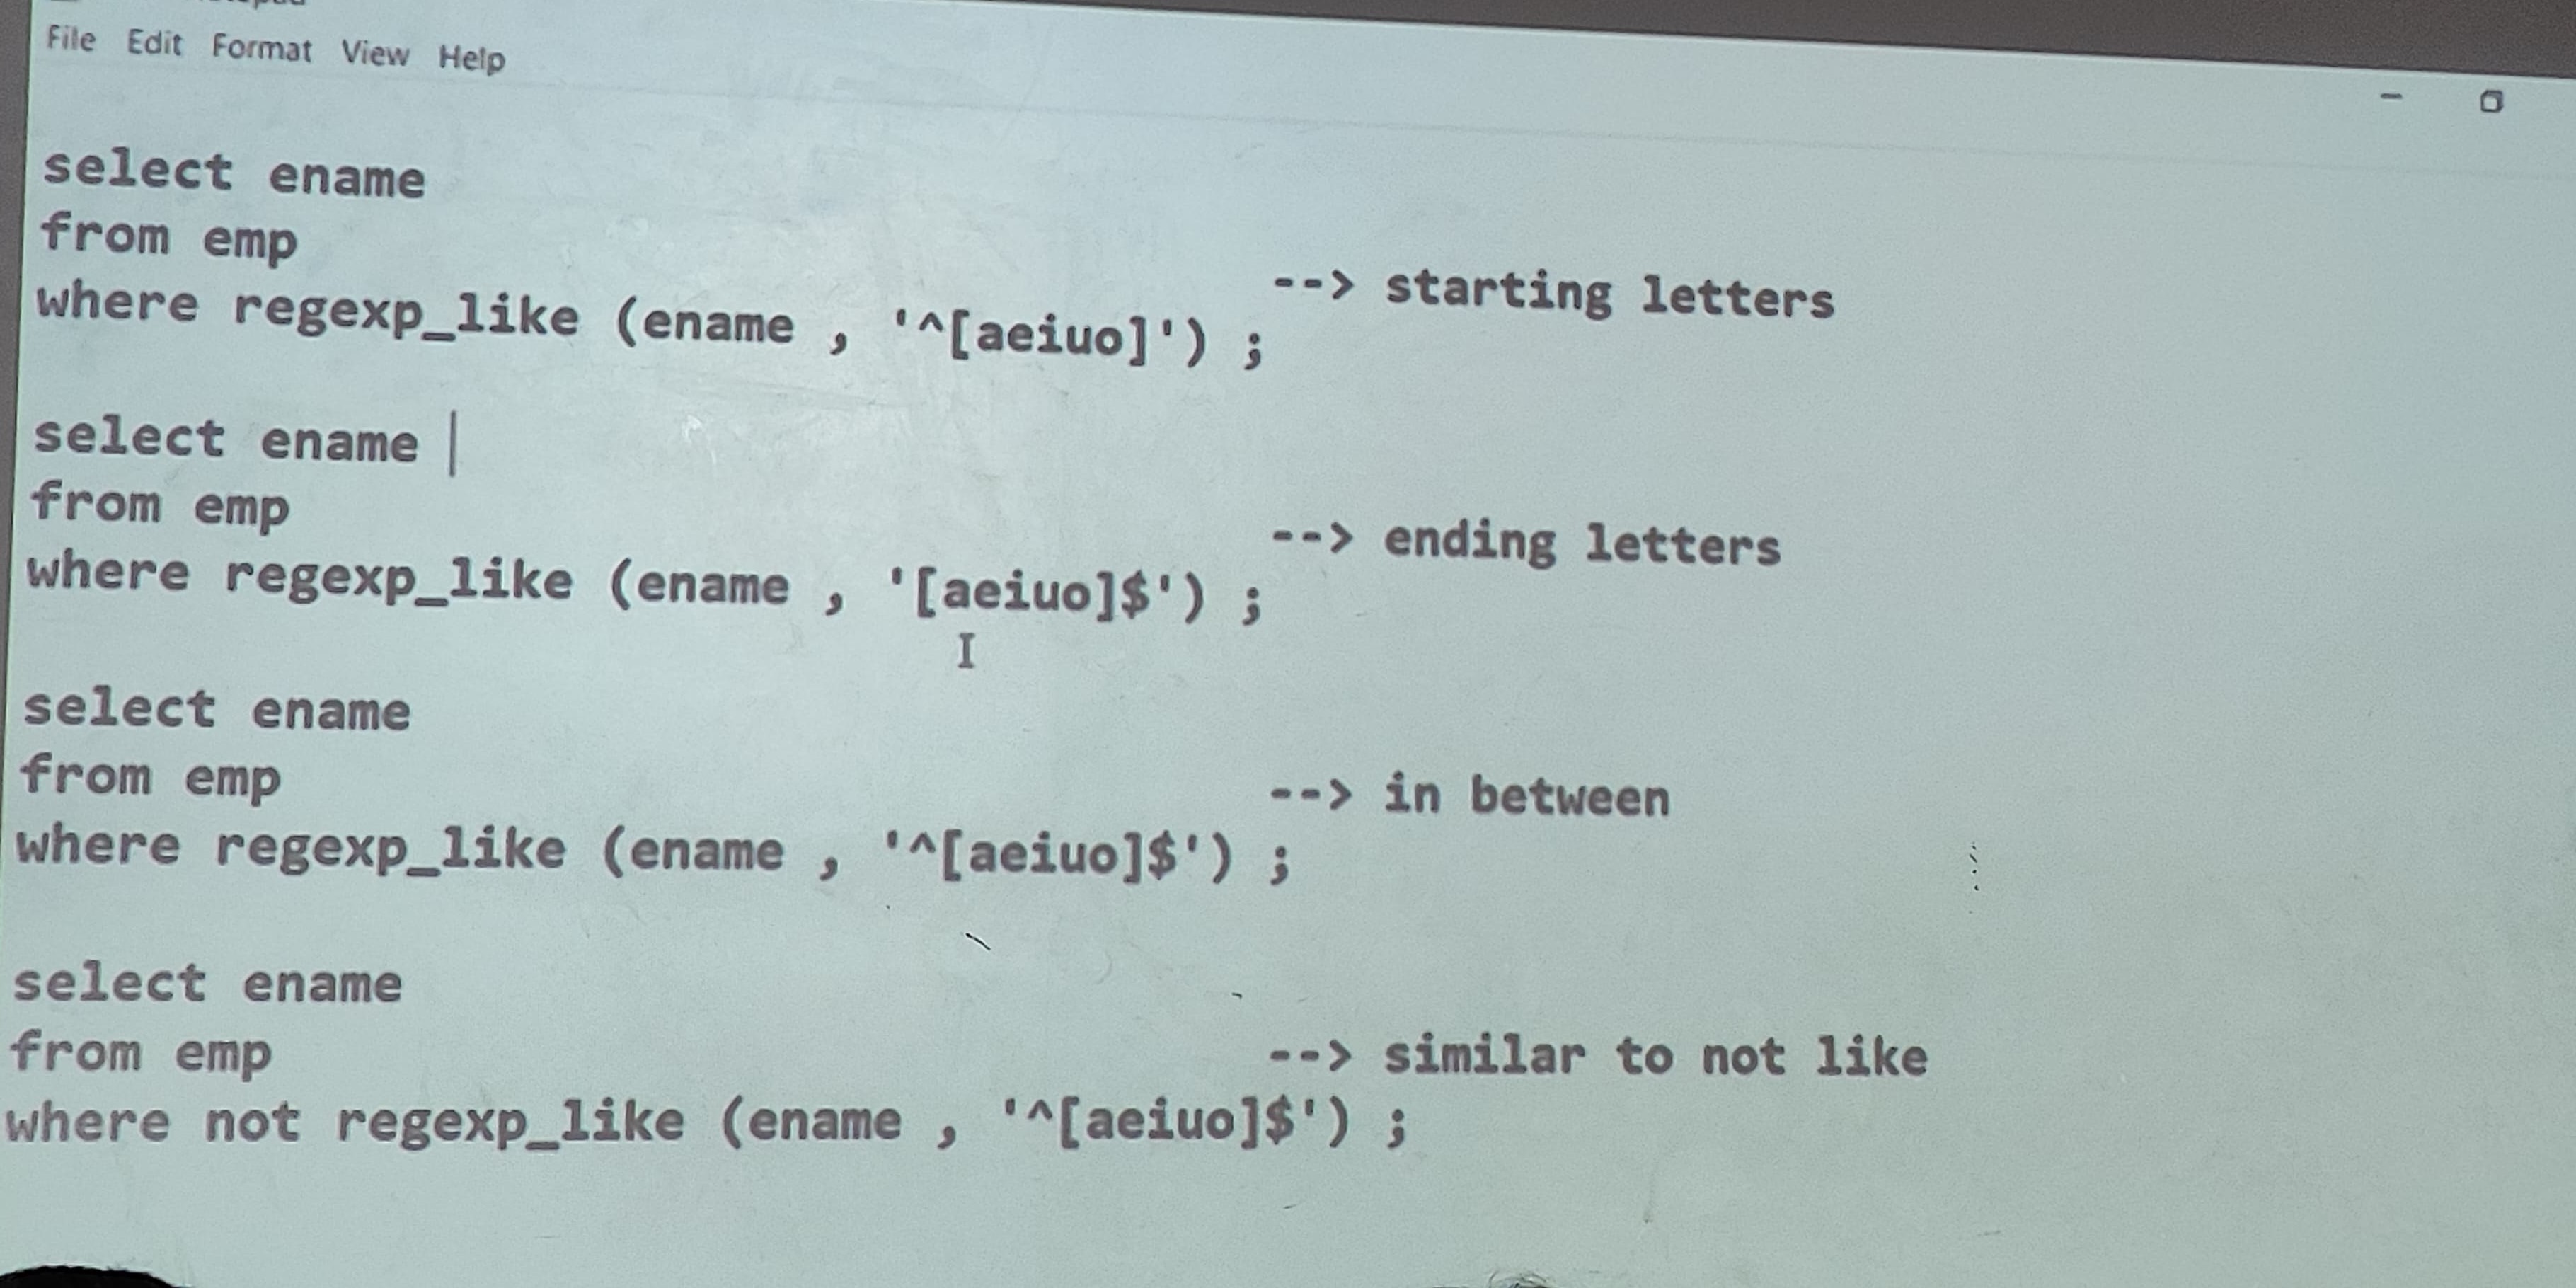 File Edit Format View Help
select ename
from emp
where regexp_like (ename , '^[aeiuo]') ; --> starting letters
select ename
from emp
where regexp_like (ename , '[aeiuo]$') ; --> ending letters
select ename
from emp
where regexp_like (ename , '^[aeiuo]$') ; --> in between
select ename
from emp
where not regexp_like (ename , '^[aeiuo]$') ; --> similar to not like